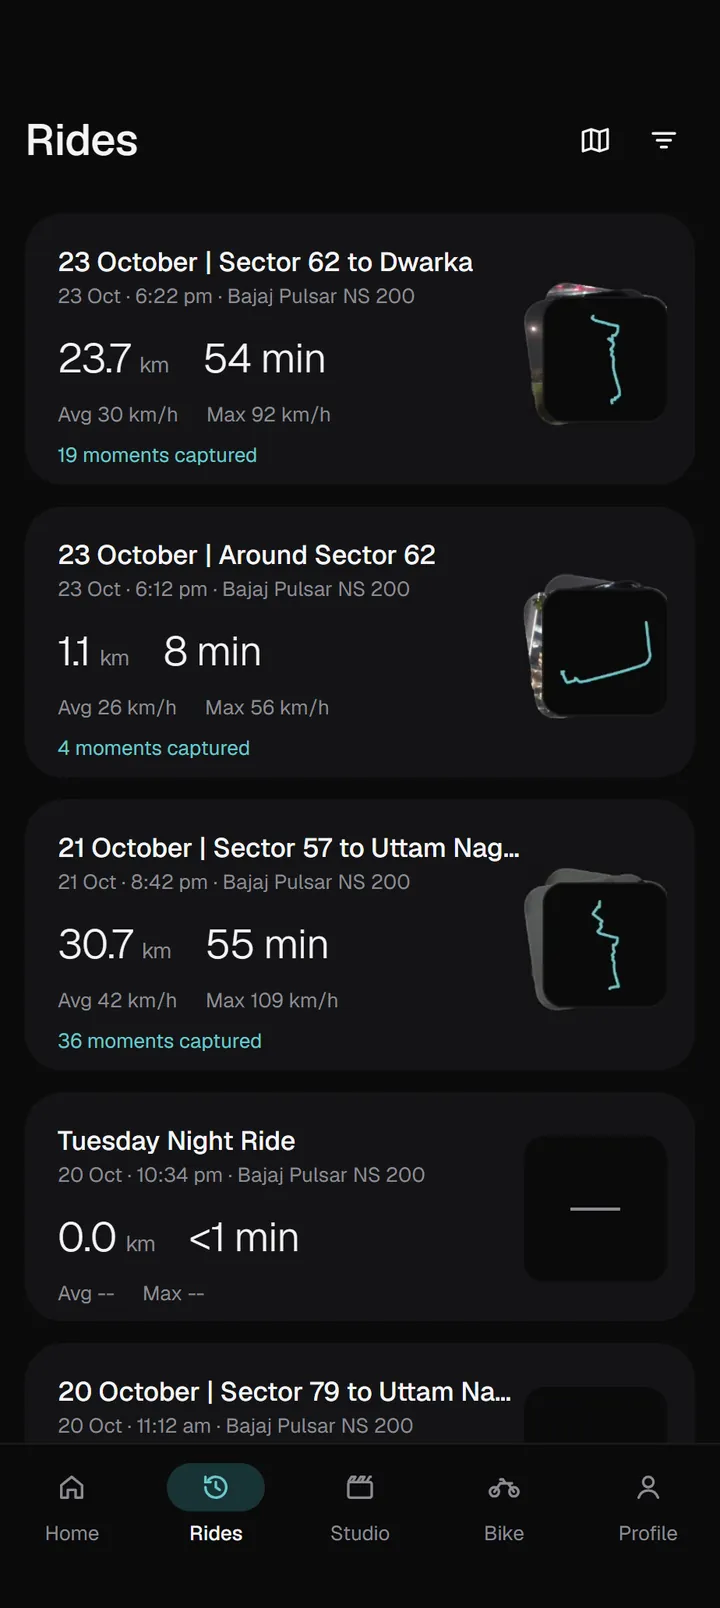 Rides
23 October | Sector 62 to Dwarka
23 Oct · 6:22 pm · Bajaj Pulsar NS 200
23.7 km 54 min
Avg 30 km/h Max 92 km/h
19 moments captured
23 October | Around Sector 62
23 Oct · 6:12 pm · Bajaj Pulsar NS 200
1.1 km 8 min
Avg 26 km/h Max 56 km/h
4 moments captured
21 October | Sector 57 to Uttam Nag...
21 Oct · 8:42 pm · Bajaj Pulsar NS 200
30.7 km 55 min
Avg 42 km/h Max 109 km/h
36 moments captured
Tuesday Night Ride
20 Oct · 10:34 pm · Bajaj Pulsar NS 200
0.0 km <1 min
Avg -- Max --
20 October | Sector 79 to Uttam Na...
20 Oct · 11:12 am · Bajaj Pulsar NS 200
Home Rides Studio Bike Profile